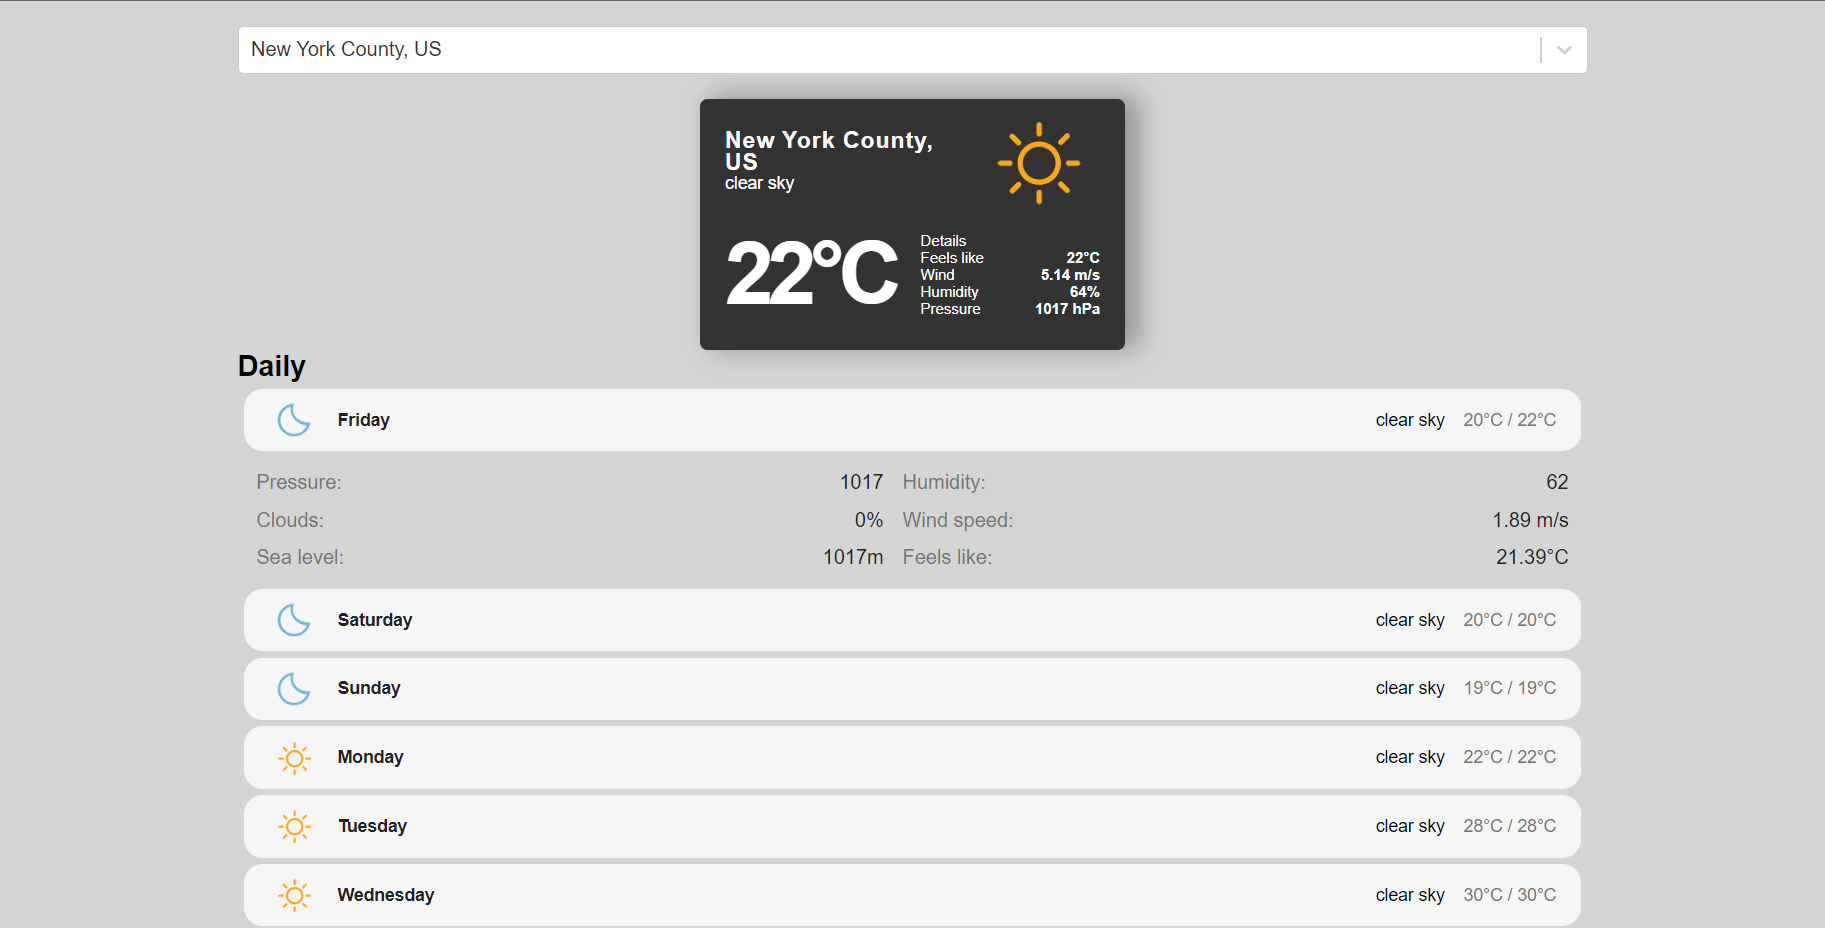 New York County, US
New York County,
US
clear sky
22°C
Details
Feels like 22°C
Wind 5.14 m/s
Humidity 64%
Pressure 1017 hPa
Daily
Friday clear sky 20°C / 22°C
Pressure: 1017 Humidity: 62
Clouds: 0% Wind speed: 1.89 m/s
Sea level: 1017m Feels like: 21.39°C
Saturday clear sky 20°C / 20°C
Sunday clear sky 19°C / 19°C
Monday clear sky 22°C / 22°C
Tuesday clear sky 28°C / 28°C
Wednesday clear sky 30°C / 30°C